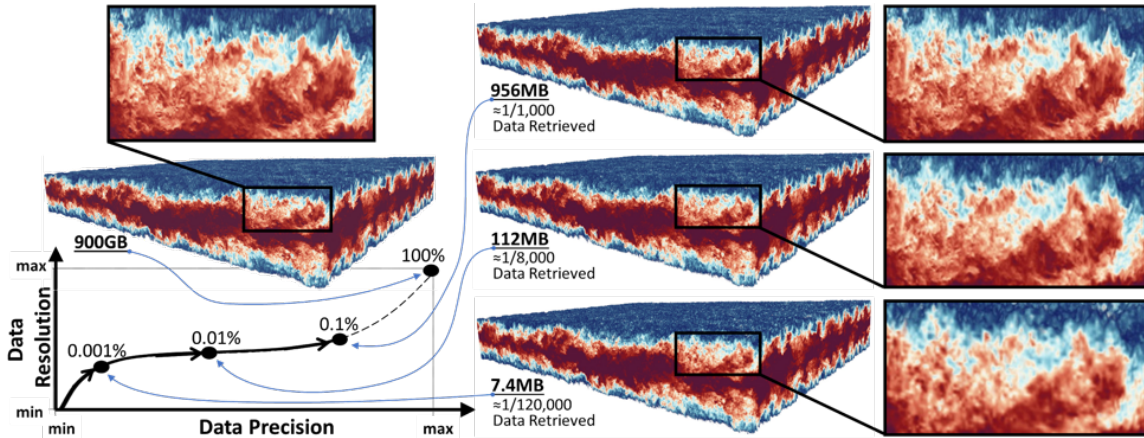 900GB
max
100%
0.1%
0.01%
0.001%
Data
Resolution
min
min
Data Precision
max
956MB
≈1/1,000
Data Retrieved
112MB
≈1/8,000
Data Retrieved
7.4MB
≈1/120,000
Data Retrieved